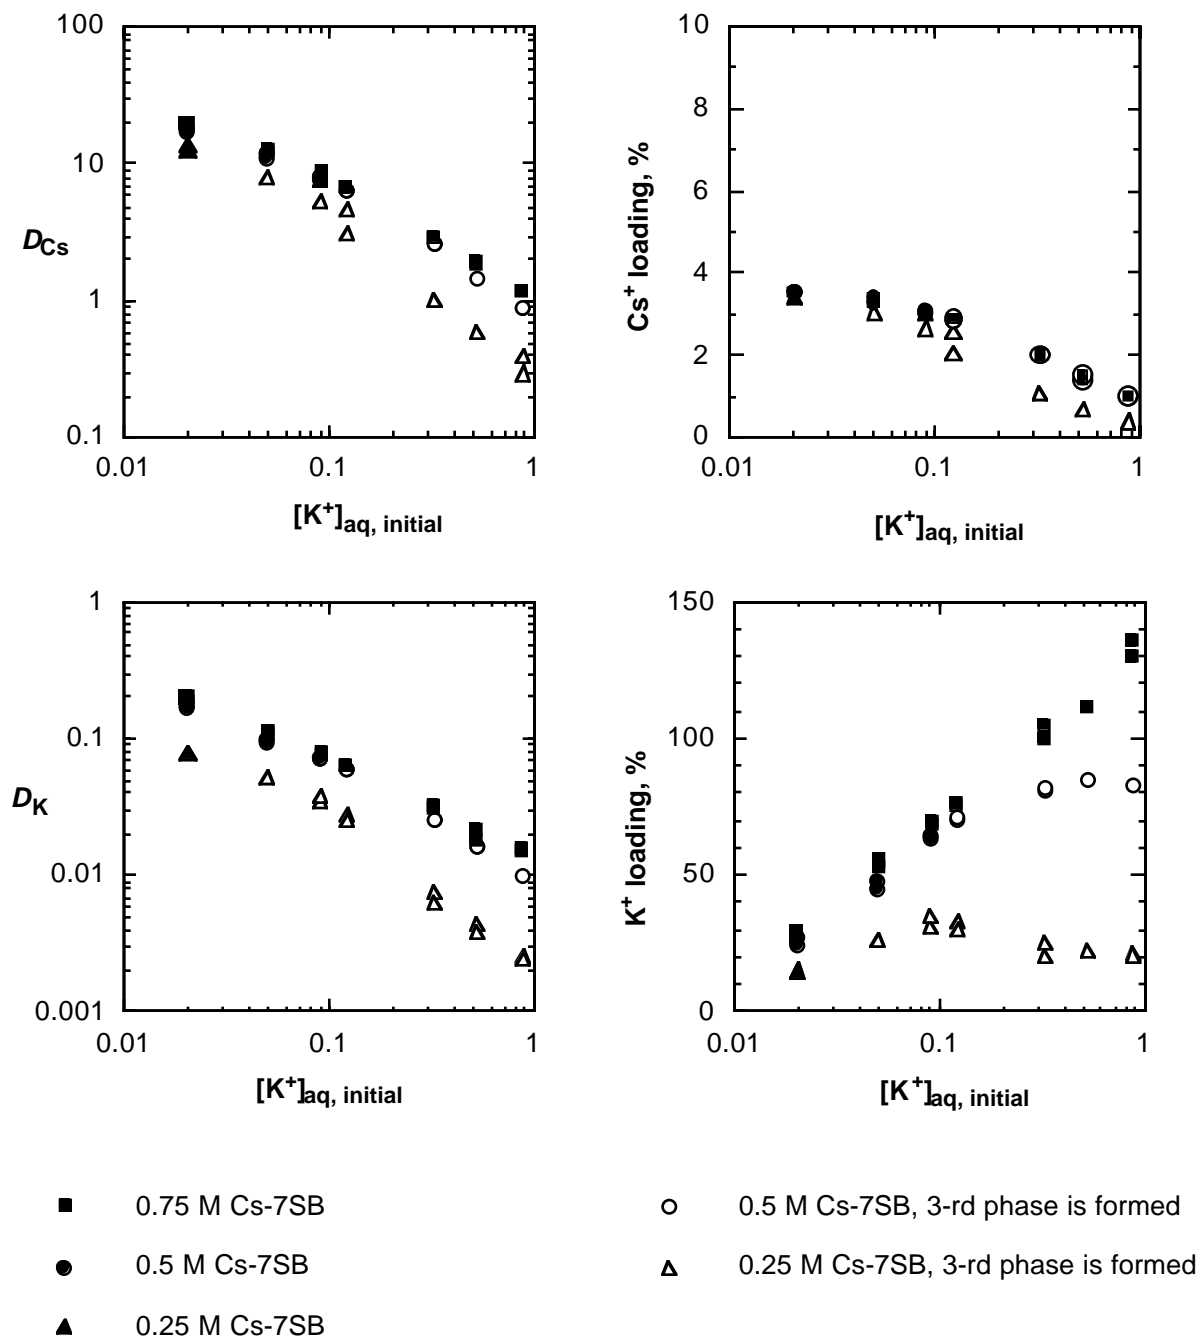 100
10
1
0.1
D_Cs
0.01
0.1
1
[K⁺]aq, initial
10
8
6
4
2
0
Cs⁺ loading, %
0.01
0.1
1
[K⁺]aq, initial
1
0.1
0.01
0.001
D_K
0.01
0.1
1
[K⁺]aq, initial
150
100
50
0
K⁺ loading, %
0.01
0.1
1
[K⁺]aq, initial
0.75 M Cs-7SB
0.5 M Cs-7SB
0.25 M Cs-7SB
0.5 M Cs-7SB, 3-rd phase is formed
0.25 M Cs-7SB, 3-rd phase is formed